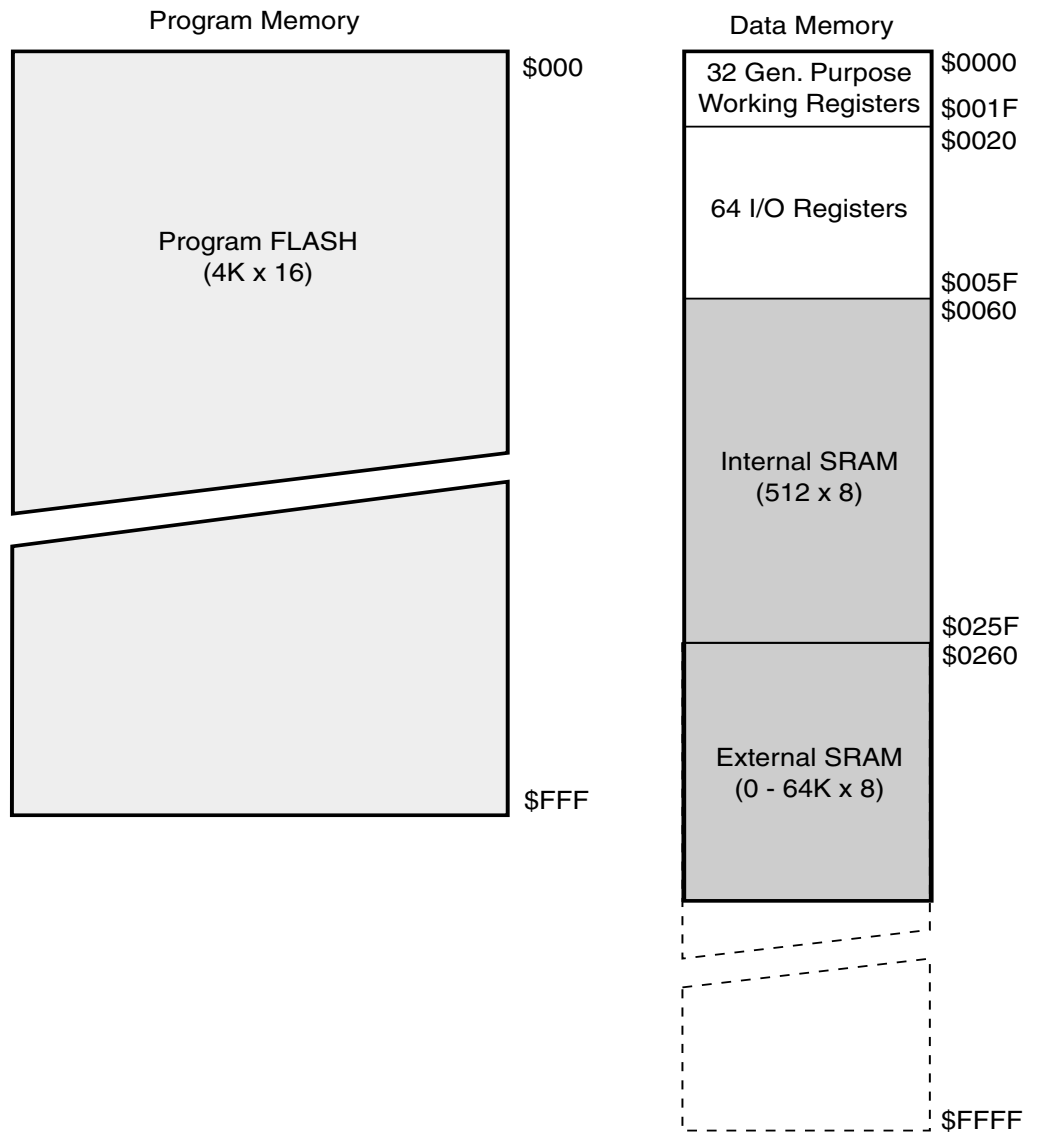 Program Memory
$000
Program FLASH
(4K x 16)
$FFF
Data Memory
32 Gen. Purpose
Working Registers
$0000
$001F
$0020
64 I/O Registers
$005F
$0060
Internal SRAM
(512 x 8)
$025F
$0260
External SRAM
(0 - 64K x 8)
$FFFF